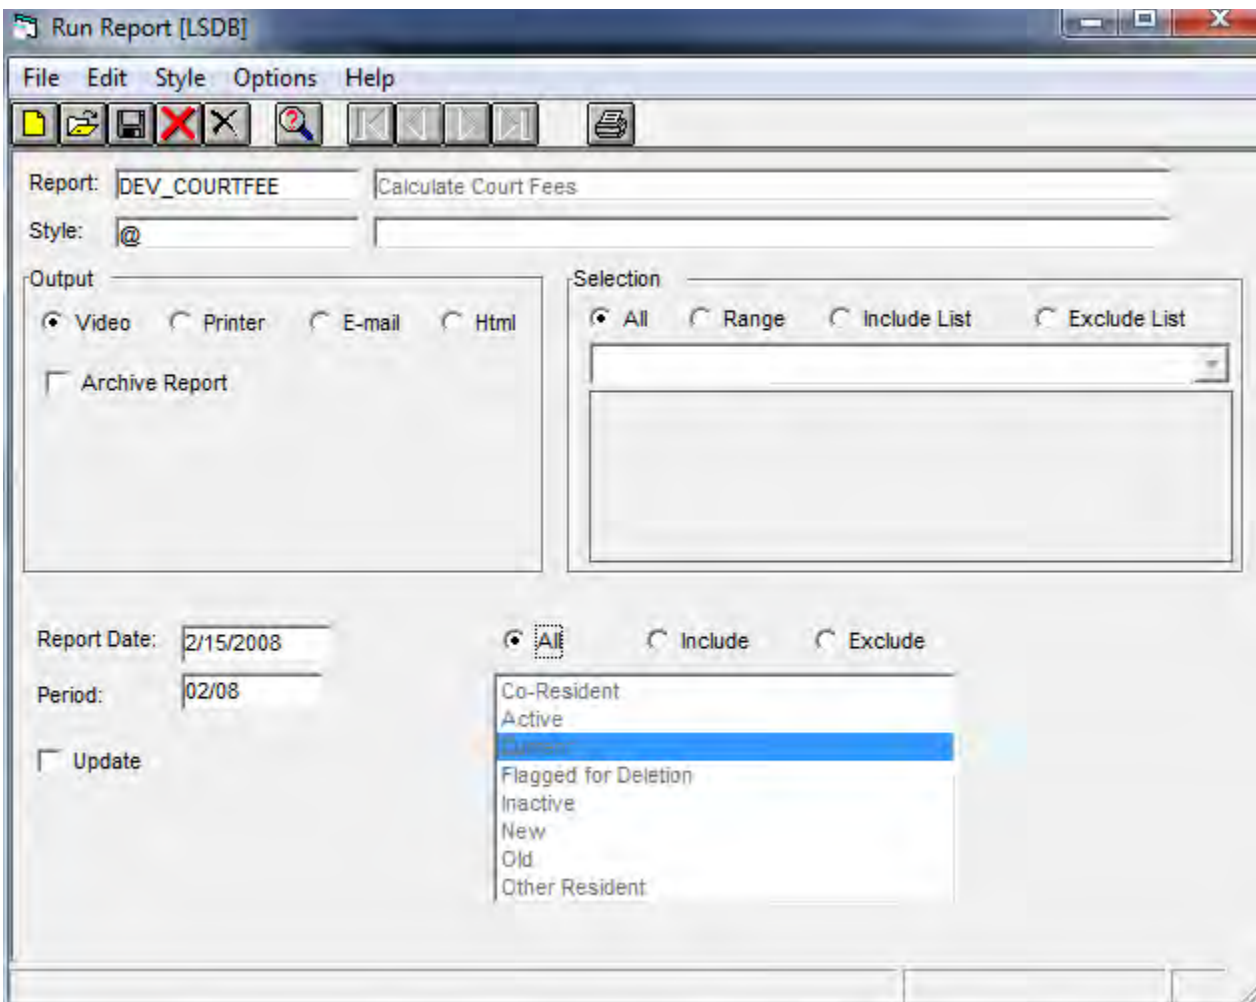 Run Report [LSDB]
File Edit Style Options Help
Report: DEV_COURTFEE Calculate Court Fees
Style: @
Output
Video Printer E-mail Html
Archive Report
Selection
All Range Include List Exclude List
Report Date: 2/15/2008
Period: 02/08
Update
All Include Exclude
Co-Resident
Active
Flagged for Deletion
Inactive
New
Old
Other Resident